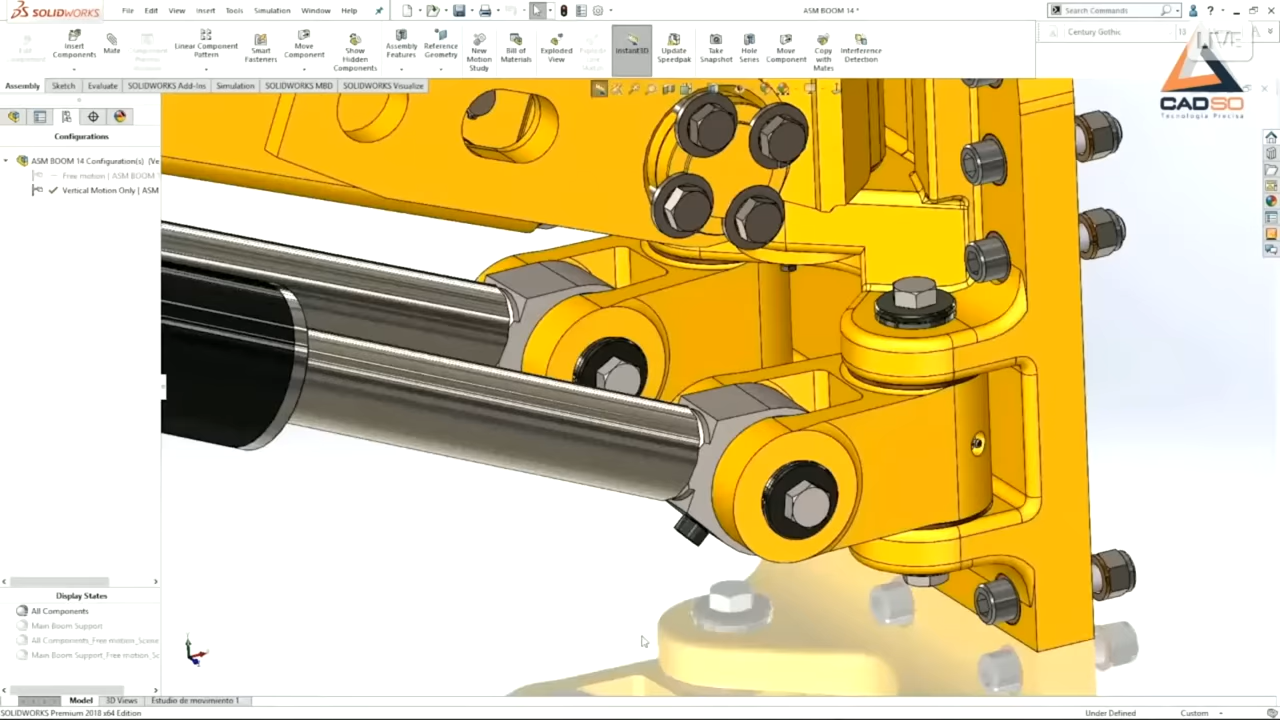 SOLIDWORKS File Edit View Insert Tools Simulation Window Help ASM BOOM 14 * Search Commands
Insert Components
Mate
Linear Component Pattern
Smart Fasteners
Move Component
Show Hidden Components
Assembly Features
Reference Geometry
New Motion Study
Bill of Materials
Exploded View
Instant3D
Update Speedpak
Take Snapshot
Hole Series
Move Component
Copy with Mates
Interference Detection
Century Gothic
LIVE
CADSO
Tecnología Precisa
Assembly Sketch Evaluate SOLIDWORKS Add-Ins Simulation SOLIDWORKS MBD SOLIDWORKS Visualize
Configurations
ASM BOOM 14 Configuration(s) (Ve
Free motion | ASM BOOM
Vertical Motion Only | ASM
Display States
All Components
Main Boom Support
All Components_Free motion_Scene
Main Boom Support_Free motion_Sc
Model 3D Views Estudio de movimiento 1
SOLIDWORKS Premium 2018 x64 Edition Under Defined Custom